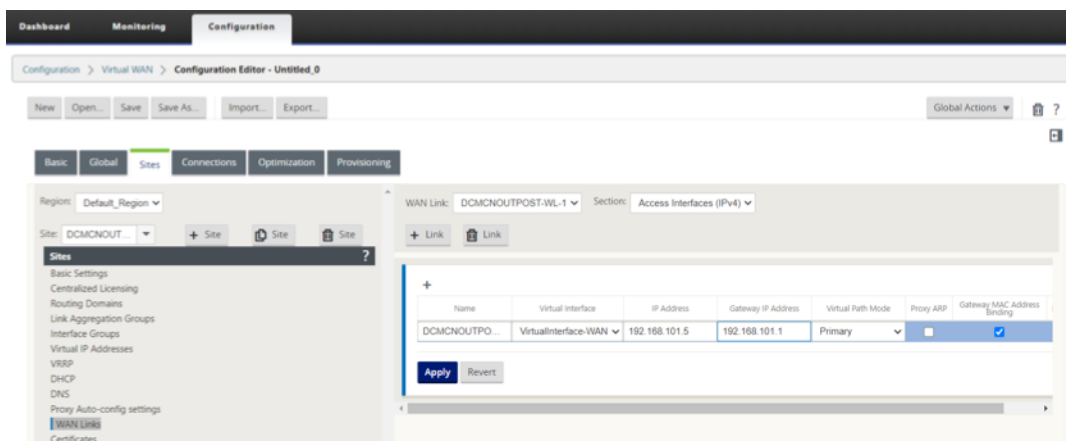 Dashboard Monitoring Configuration
Configuration > Virtual WAN > Configuration Editor - Untitled_0
New Open... Save Save As... Import... Export... Global Actions ?
Basic Global Sites Connections Optimization Provisioning
Region: Default_Region
WAN Link: DCMCNOUTPOST-WL-1 Section: Access Interfaces (IPv4)
Site: DCMCNOUT... + Site Site Site
+ Link Link
Sites ?
Basic Settings
Centralized Licensing
Routing Domains
Link Aggregation Groups
Interface Groups
Virtual IP Addresses
VRRP
DHCP
DNS
Proxy Auto-config settings
WAN Links
Certificates
+
Name Virtual Interface IP Address Gateway IP Address Virtual Path Mode Proxy ARP Gateway MAC Address Binding
DCMCNOUTPO... VirtualInterface-WAN 192.168.101.5 192.168.101.1 Primary
Apply Revert